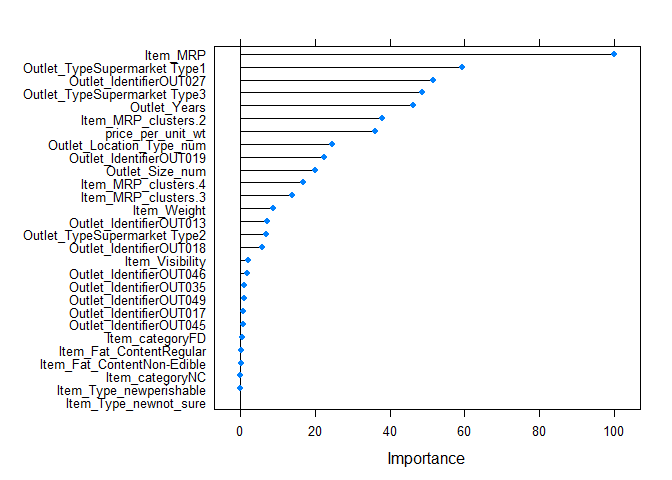 Item_MRP
Outlet_TypeSupermarket Type1
Outlet_IdentifierOUT027
Outlet_TypeSupermarket Type3
Outlet_Years
Item_MRP_clusters.2
price_per_unit_wt
Outlet_Location_Type_num
Outlet_IdentifierOUT019
Outlet_Size_num
Item_MRP_clusters.4
Item_MRP_clusters.3
Item_Weight
Outlet_IdentifierOUT013
Outlet_TypeSupermarket Type2
Outlet_IdentifierOUT018
Item_Visibility
Outlet_IdentifierOUT046
Outlet_IdentifierOUT035
Outlet_IdentifierOUT049
Outlet_IdentifierOUT017
Outlet_IdentifierOUT045
Item_categoryFD
Item_Fat_ContentRegular
Item_Fat_ContentNon-Edible
Item_categoryNC
Item_Type_newperishable
Item_Type_newnot_sure
0 20 40 60 80 100
Importance